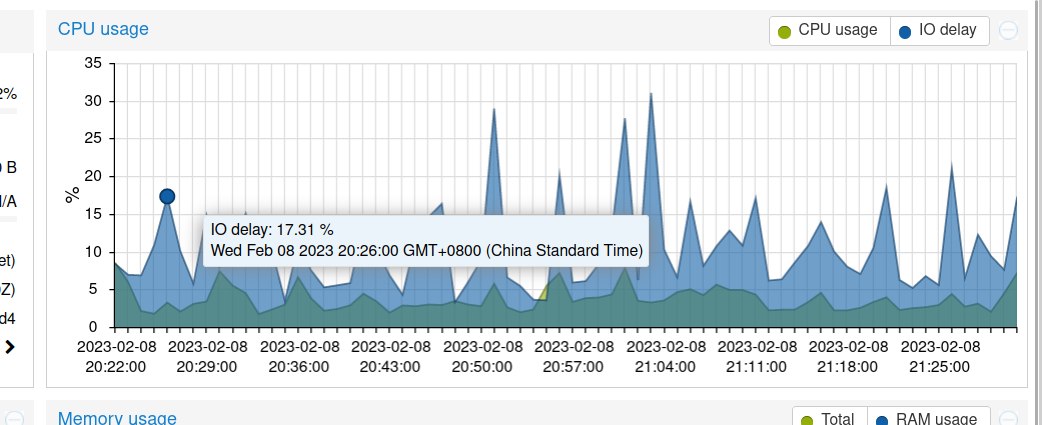 CPU usage
CPU usage
IO delay
2%
0 B
I/A
et)
Z)
d4
%
35
30
25
20
15
10
5
0
IO delay: 17.31 %
Wed Feb 08 2023 20:26:00 GMT+0800 (China Standard Time)
2023-02-08 2023-02-08 2023-02-08 2023-02-08 2023-02-08 2023-02-08 2023-02-08 2023-02-08 2023-02-08 2023-02-08
20:22:00 20:29:00 20:36:00 20:43:00 20:50:00 20:57:00 21:04:00 21:11:00 21:18:00 21:25:00
Memory usage
Total
RAM usage